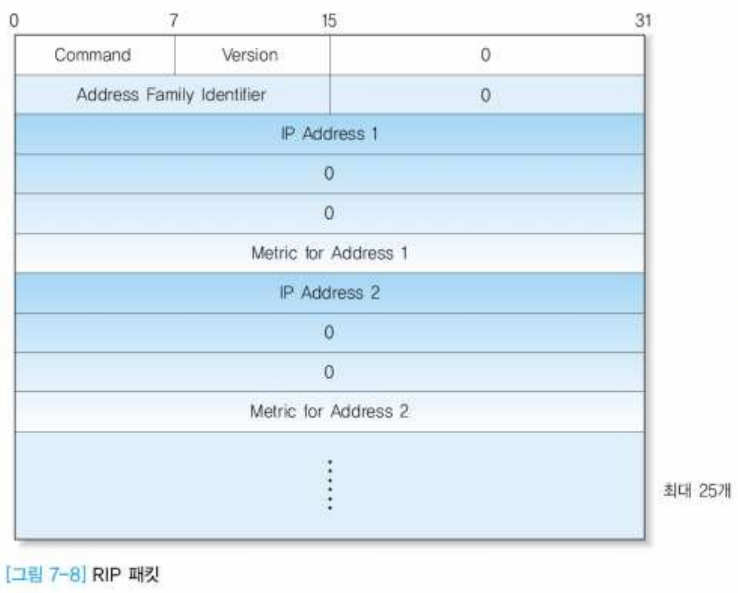 0 7 15 31
Command Version 0
Address Family Identifier 0
IP Address 1
0
0
Metric for Address 1
IP Address 2
0
0
Metric for Address 2
최대 25개
[그림 7-8] RIP 패킷